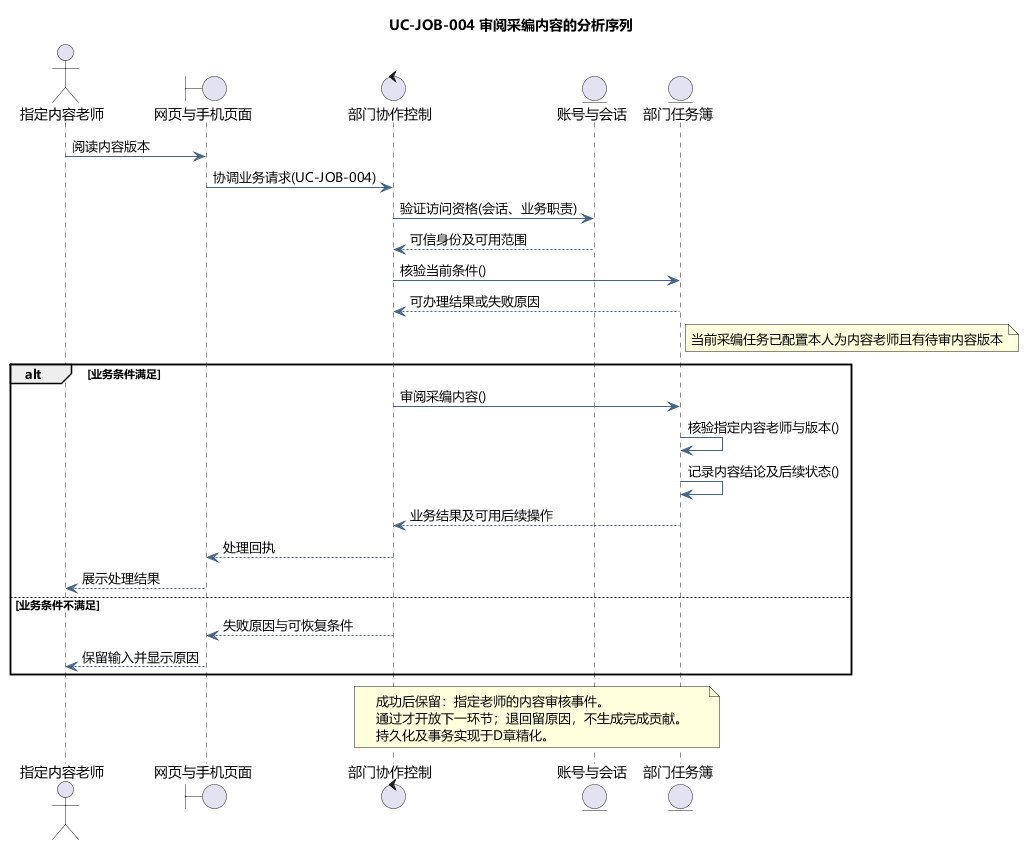 UC-JOB-004 审阅采编内容的分析序列
指定内容老师
网页与手机页面
部门协作控制
账号与会话
部门任务簿
阅读内容版本
协调业务请求(UC-JOB-004)
验证访问资格(会话、业务职责)
可信身份及可用范围
核验当前条件()
可办理结果或失败原因
当前采编任务已配置本人为内容老师且有待审内容版本
alt
[业务条件满足]
审阅采编内容()
核验指定内容老师与版本()
记录内容结论及后续状态()
业务结果及可用后续操作
处理回执
展示处理结果
[业务条件不满足]
失败原因与可恢复条件
保留输入并显示原因
成功后保留：指定老师的内容审核事件。
通过才开放下一环节；退回留原因，不生成完成贡献。
持久化及事务实现于D章精化。
指定内容老师
网页与手机页面
部门协作控制
账号与会话
部门任务簿